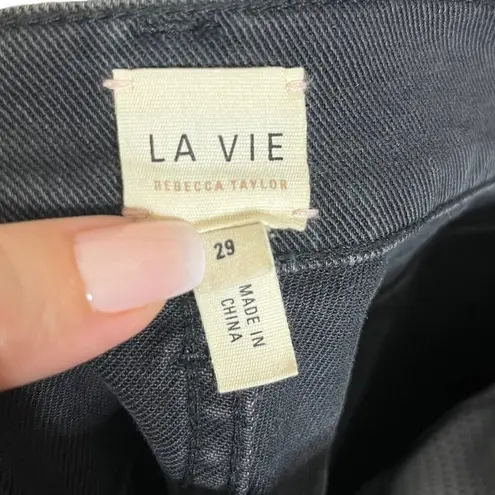 LA VIE
REBECCA TAYLOR
29
MADE IN
CHINA